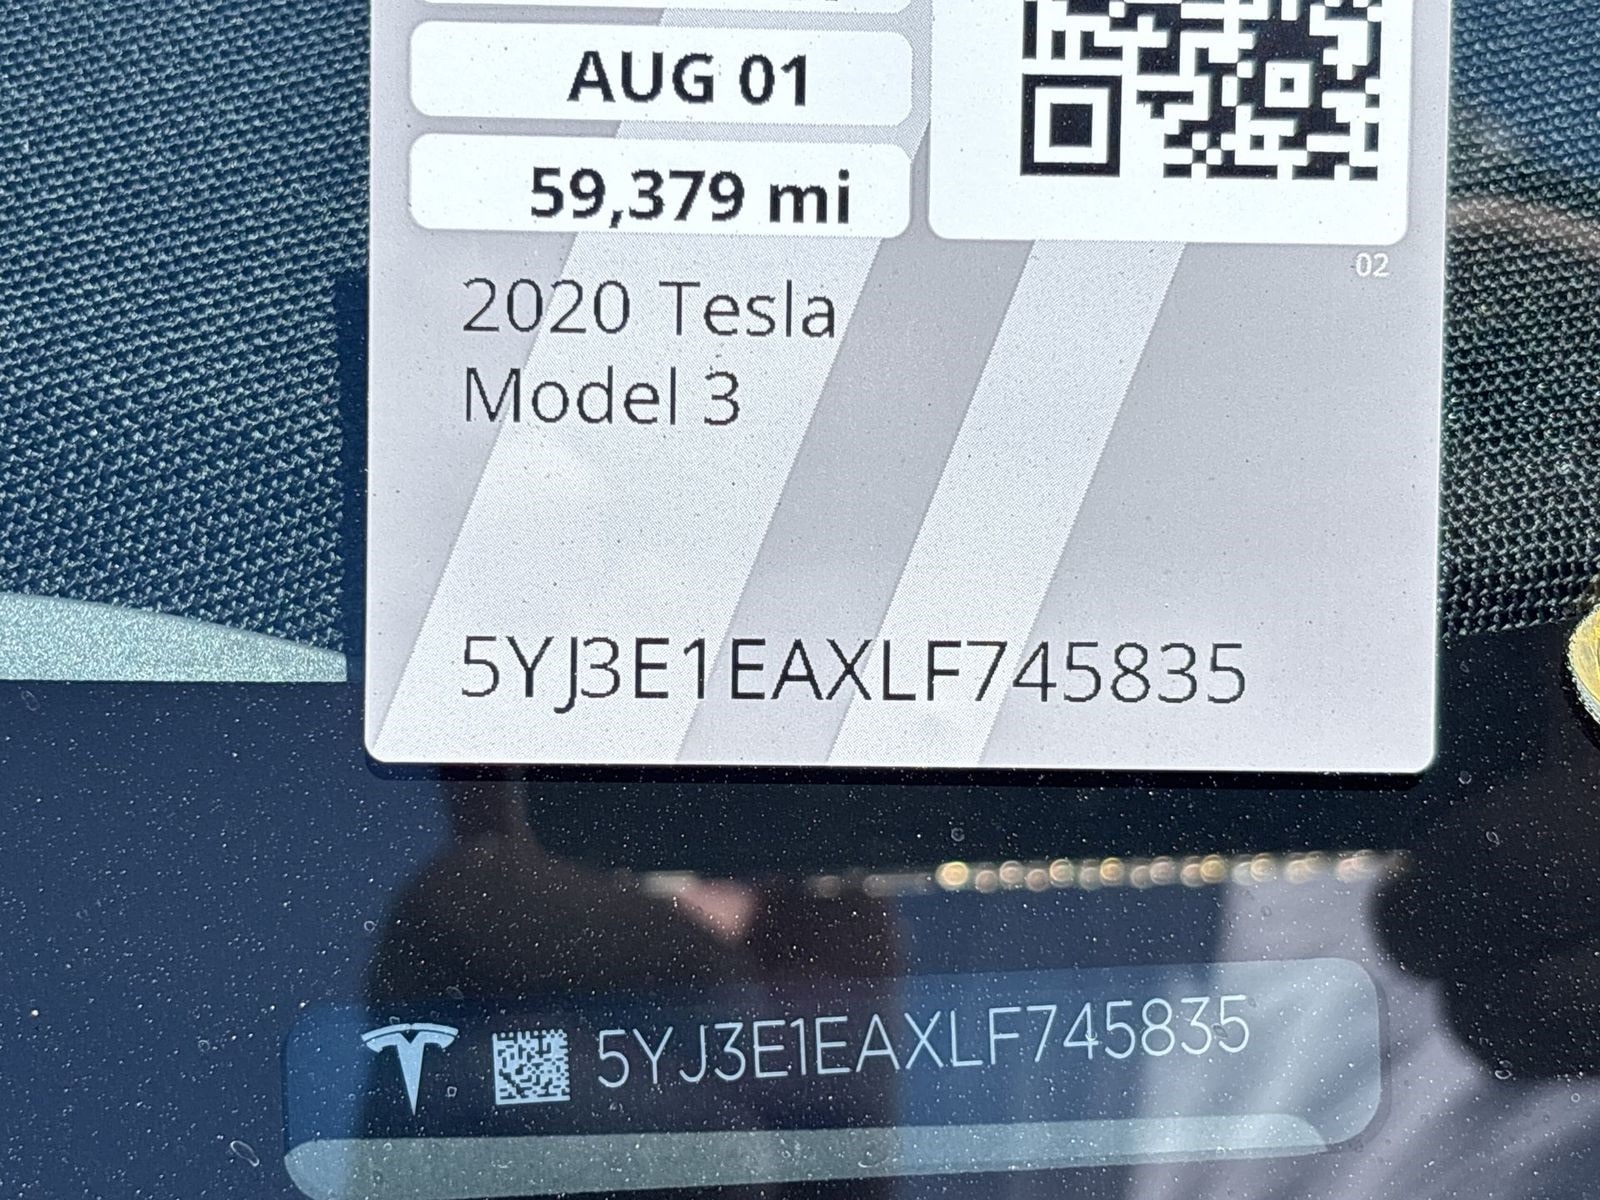 AUG 01
59,379 mi
02
2020 Tesla
Model 3
5YJ3E1EAXLF745835
5YJ3E1EAXLF745835